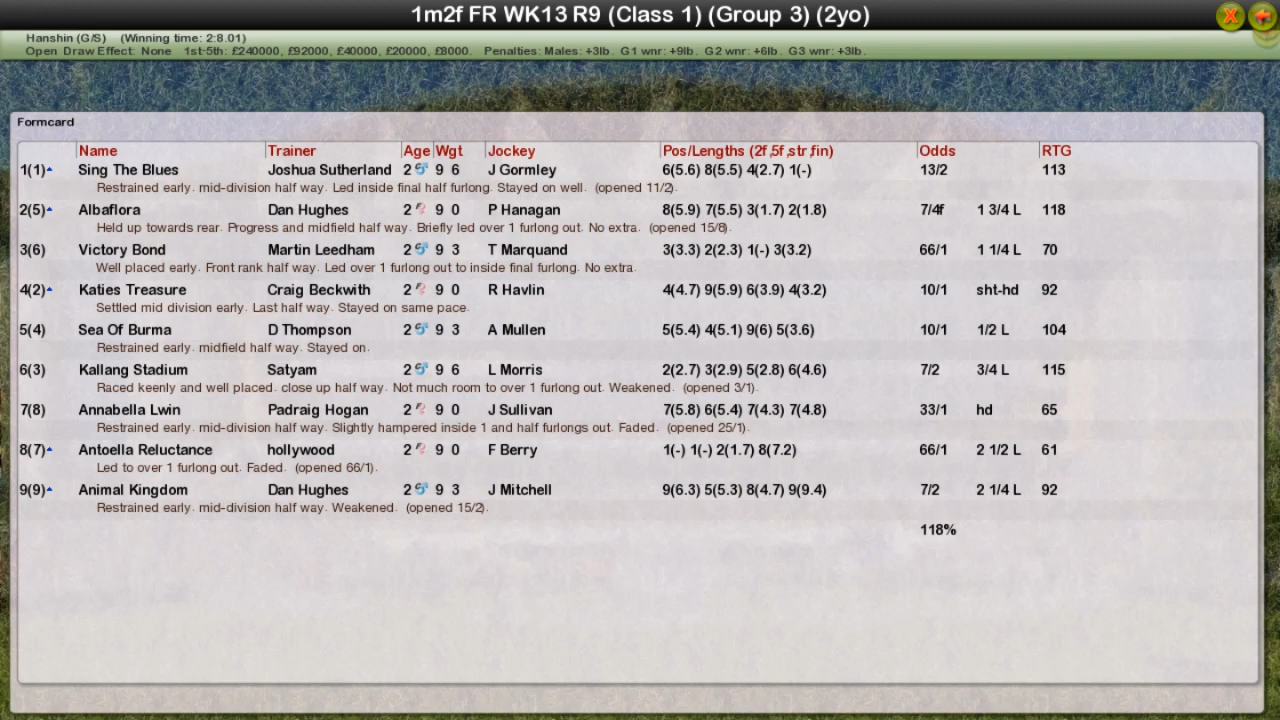 1m2f FR WK13 R9 (Class 1) (Group 3) (2yo)
Hanshin (G/S) (Winning time: 2:8.01)
Open Draw Effect: None 1st-5th: £240000, £92000, £40000, £20000, £8000. Penalties: Males: +3lb. G1 wnr: +9lb. G2 wnr: +6lb. G3 wnr: +3lb.
Formcard
Name Trainer Age Wgt Jockey Pos/Lengths (2f,5f,str,fin) Odds RTG
1(1) Sing The Blues Joshua Sutherland 2 9 6 J Gormley 6(5.6) 8(5.5) 4(2.7) 1(-) 13/2 113
Restrained early. mid-division half way. Led inside final half furlong. Stayed on well. (opened 11/2).
2(5) Albaflora Dan Hughes 2 9 0 P Hanagan 8(5.9) 7(5.5) 3(1.7) 2(1.8) 7/4f 1 3/4 L 118
Held up towards rear. Progress and midfield half way. Briefly led over 1 furlong out. No extra. (opened 15/8).
3(6) Victory Bond Martin Leedham 2 9 3 T Marquand 3(3.3) 2(2.3) 1(-) 3(3.2) 66/1 1 1/4 L 70
Well placed early. Front rank half way. Led over 1 furlong out to inside final furlong. No extra.
4(2) Katies Treasure Craig Beckwith 2 9 0 R Havlin 4(4.7) 9(5.9) 6(3.9) 4(3.2) 10/1 sht-hd 92
Settled mid division early. Last half way. Stayed on same pace.
5(4) Sea Of Burma D Thompson 2 9 3 A Mullen 5(5.4) 4(5.1) 9(6) 5(3.6) 10/1 1/2 L 104
Restrained early. midfield half way. Stayed on.
6(3) Kallang Stadium Satyam 2 9 6 L Morris 2(2.7) 3(2.9) 5(2.8) 6(4.6) 7/2 3/4 L 115
Raced keenly and well placed. close up half way. Not much room to over 1 furlong out. Weakened. (opened 3/1).
7(8) Annabella Lwin Padraig Hogan 2 9 0 J Sullivan 7(5.8) 6(5.4) 7(4.3) 7(4.8) 33/1 hd 65
Restrained early. mid-division half way. Slightly hampered inside 1 and half furlongs out. Faded. (opened 25/1).
8(7) Antoella Reluctance hollywood 2 9 0 F Berry 1(-) 1(-) 2(1.7) 8(7.2) 66/1 2 1/2 L 61
Led to over 1 furlong out. Faded. (opened 66/1).
9(9) Animal Kingdom Dan Hughes 2 9 3 J Mitchell 9(6.3) 5(5.3) 8(4.7) 9(9.4) 7/2 2 1/4 L 92
Restrained early. mid-division half way. Weakened. (opened 15/2).
118%